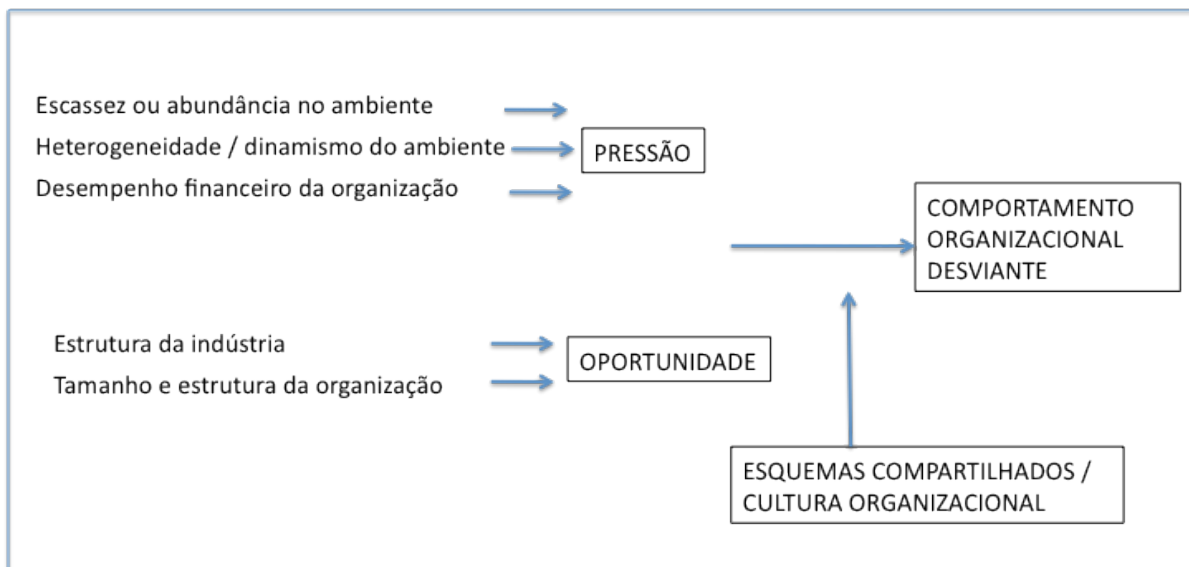 Escassez ou abundância no ambiente
Heterogeneidade / dinamismo do ambiente
Desempenho financeiro da organização
PRESSÃO
COMPORTAMENTO
ORGANIZACIONAL
DESVIANTE
Estrutura da indústria
Tamanho e estrutura da organização
OPORTUNIDADE
ESQUEMAS COMPARTILHADOS /
CULTURA ORGANIZACIONAL